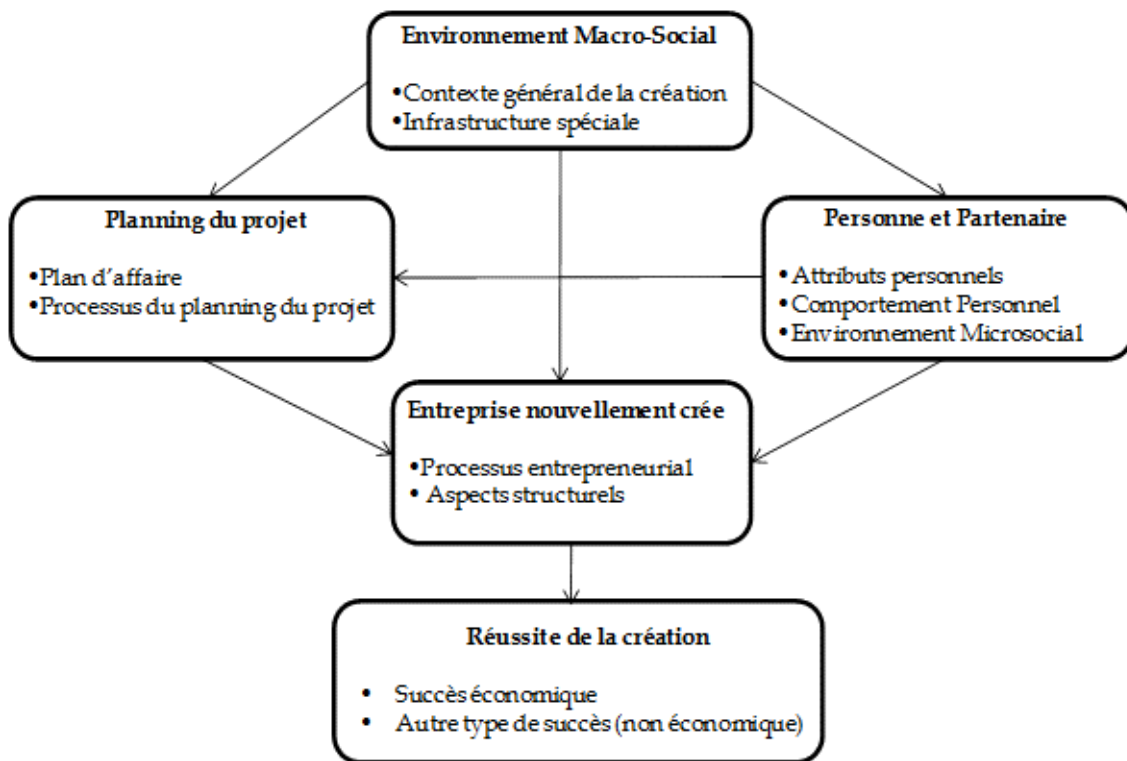 Environnement Macro-Social
•Contexte général de la création
•Infrastructure spéciale
Planning du projet
•Plan d'affaire
•Processus du planning du projet
Personne et Partenaire
•Attributs personnels
•Comportement Personnel
•Environnement Microsocial
Entreprise nouvellement crée
•Processus entrepreneurial
• Aspects structurels
Réussite de la création
• Succès économique
• Autre type de succès (non économique)